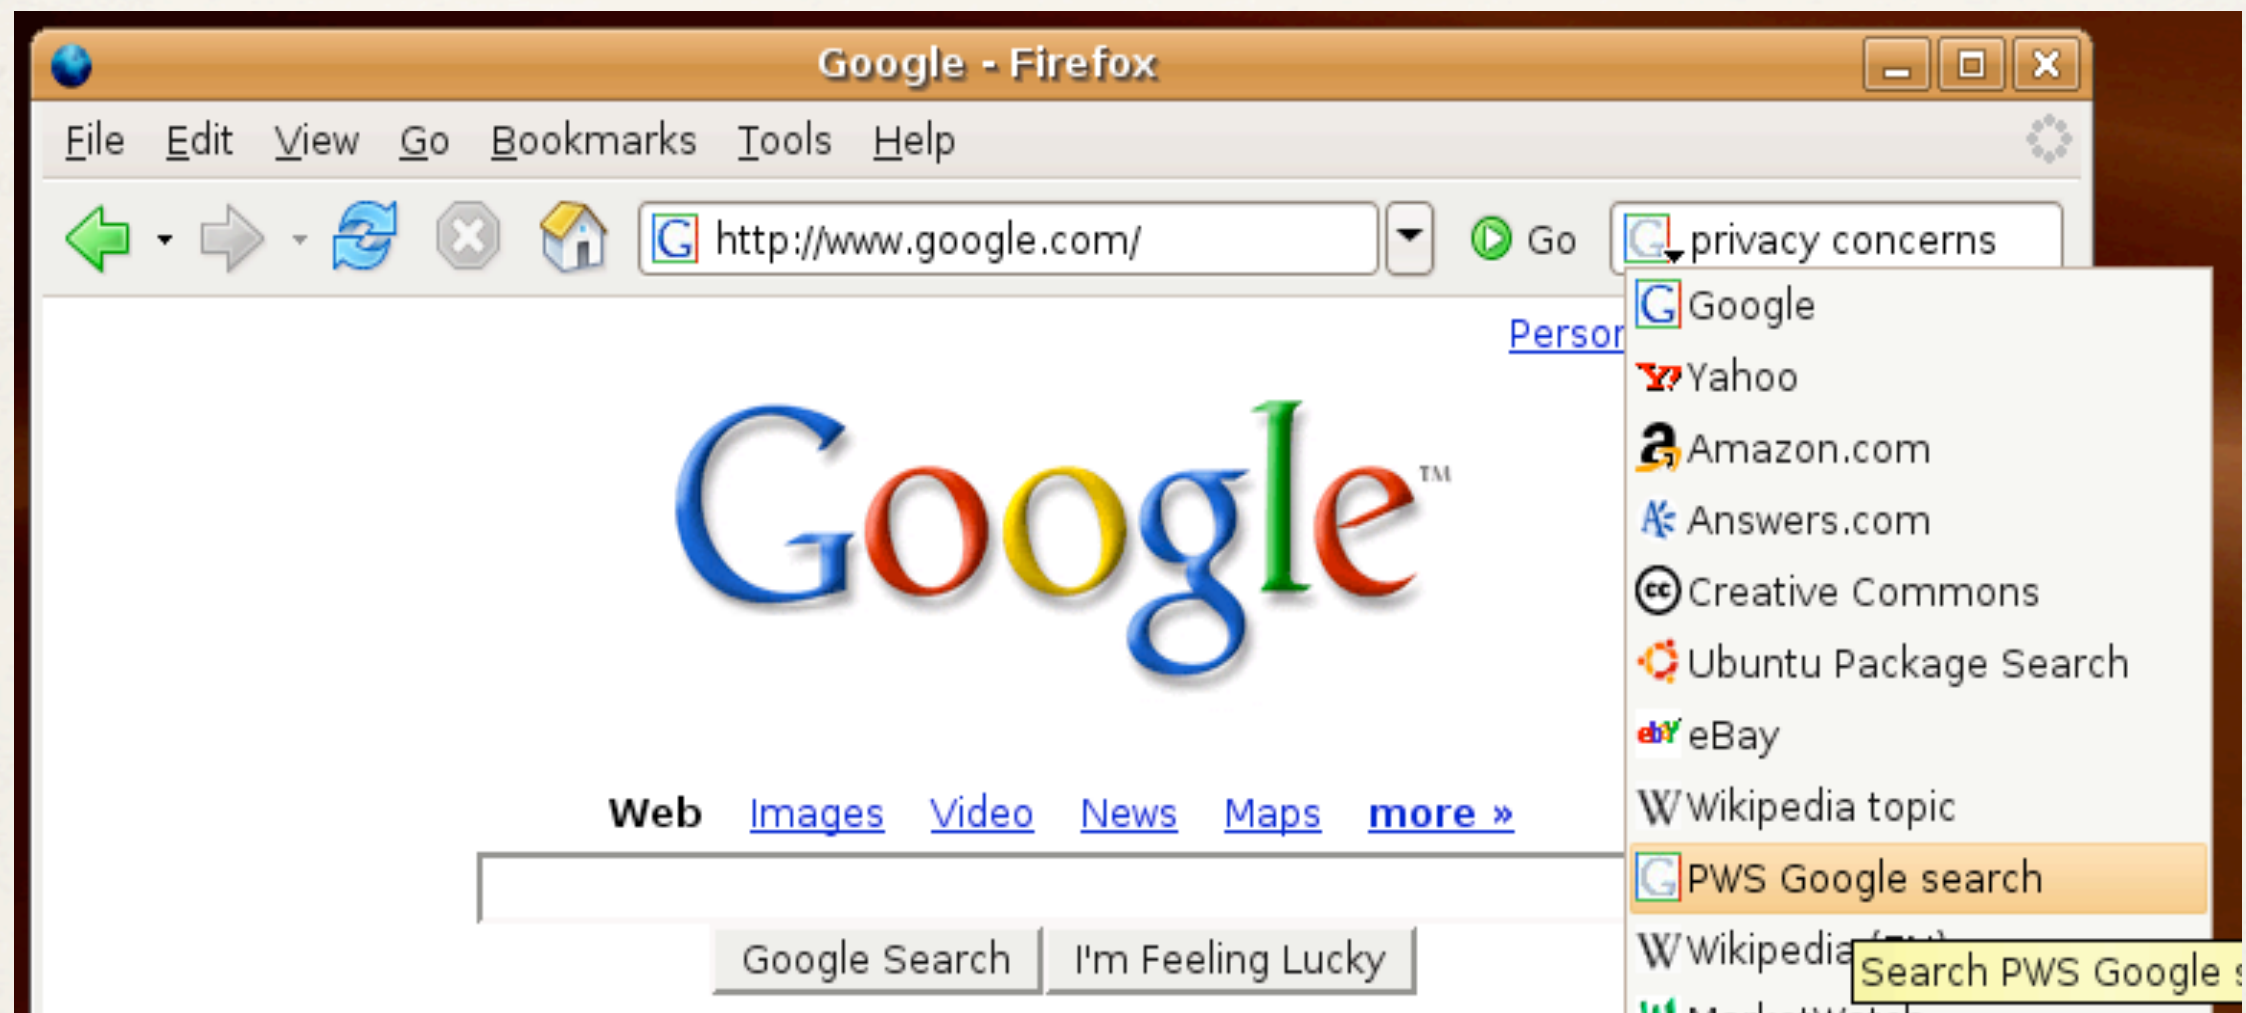 Google - Firefox
File Edit View Go Bookmarks Tools Help
http://www.google.com/ Go privacy concerns
Google
Yahoo
Amazon.com
Answers.com
Creative Commons
Ubuntu Package Search
eBay
Wikipedia topic
PWS Google search
Wikipedia
Search PWS Google
Google™
Web Images Video News Maps more »
Google Search I'm Feeling Lucky